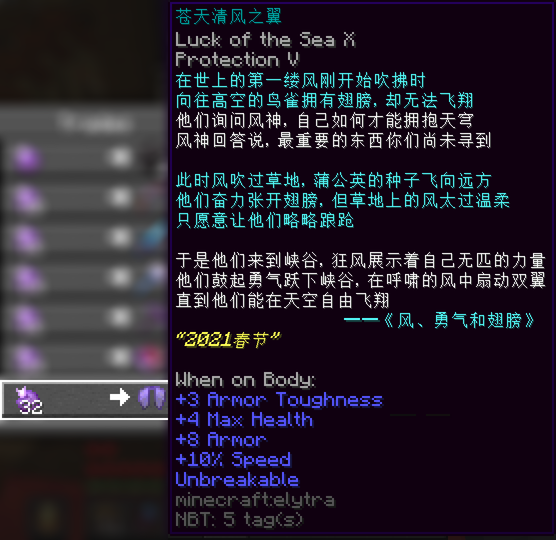 苍天清风之翼
Luck of the Sea X
Protection V
在世上的第一缕风刚开始吹拂时
向往高空的鸟雀拥有翅膀, 却无法飞翔
他们询问风神, 自己如何才能拥抱天穹
风神回答说, 最重要的东西你们尚未寻到
此时风吹过草地, 蒲公英的种子飞向远方
他们奋力张开翅膀, 但草地上的风太过温柔
只愿意让他们略略踉跄
于是他们来到峡谷, 狂风展示着自己无匹的力量
他们鼓起勇气跃下峡谷, 在呼啸的风中扇动双翼
直到他们能在天空自由飞翔
——《风、勇气和翅膀》
“2021春节”
When on Body:
+3 Armor Toughness
+4 Max Health
+8 Armor
+10% Speed
Unbreakable
minecraft:elytra
NBT: 5 tag(s)
32